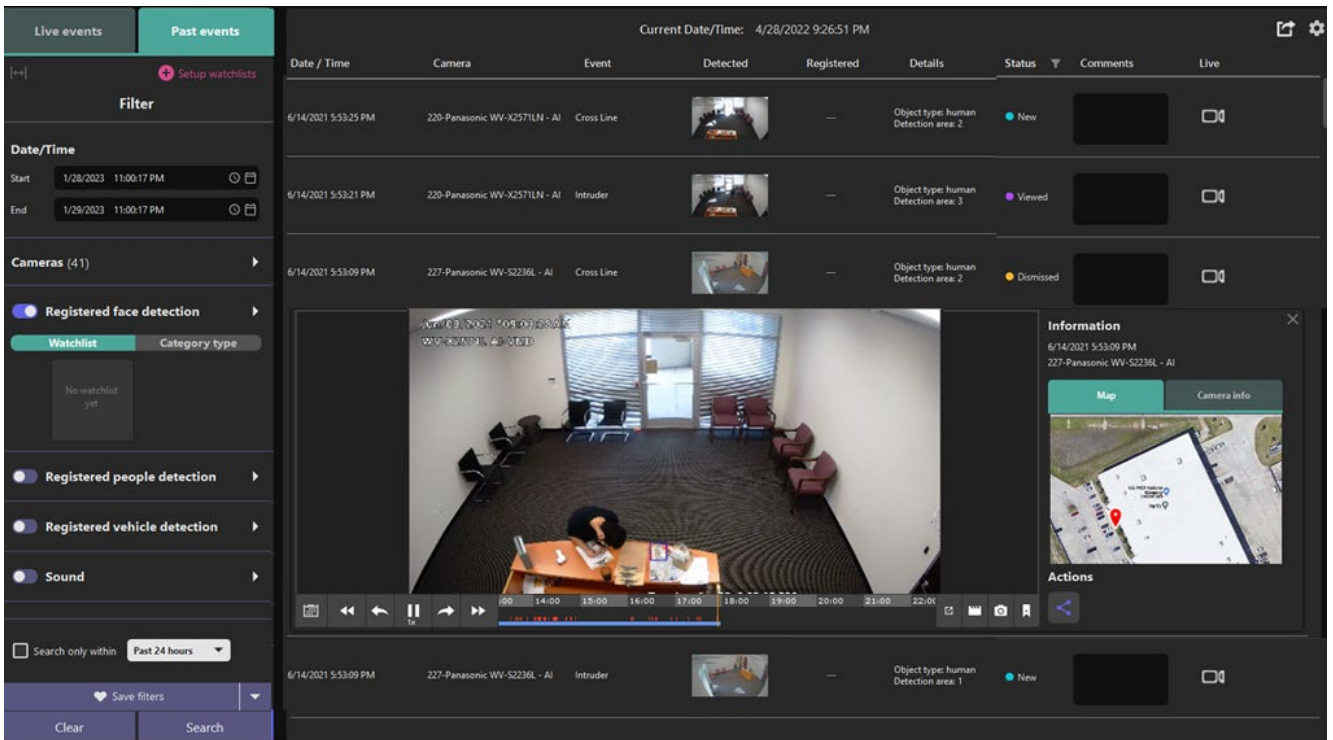 Live events
Past events
Current Date/Time: 4/28/2022 9:26:51 PM
Setup watchlists
Filter
Date/Time
Start 1/28/2023 11:00:17 PM
End 1/29/2023 11:00:17 PM
Cameras (41)
Registered face detection
Watchlist Category type
No watchlist
yet
Registered people detection
Registered vehicle detection
Sound
Search only within Past 24 hours
Save filters
Clear Search
Date / Time Camera Event Detected Registered Details Status Comments Live
6/14/2021 5:53:25 PM 220-Panasonic WV-X2571LN - AI Cross Line — Object type: human New
Detection area: 2
6/14/2021 5:53:21 PM 220-Panasonic WV-X2571LN - AI Intruder — Object type: human Viewed
Detection area: 3
6/14/2021 5:53:09 PM 227-Panasonic WV-S2236L - AI Cross Line — Object type: human Dismissed
Detection area: 2
Information
6/14/2021 5:53:09 PM
227-Panasonic WV-S2236L - AI
Map Camera info
Actions
1x
:00 14:00 15:00 16:00 17:00 18:00 19:00 20:00 21:00 22:00
6/14/2021 5:53:09 PM 227-Panasonic WV-S2236L - AI Intruder — Object type: human New
Detection area: 1